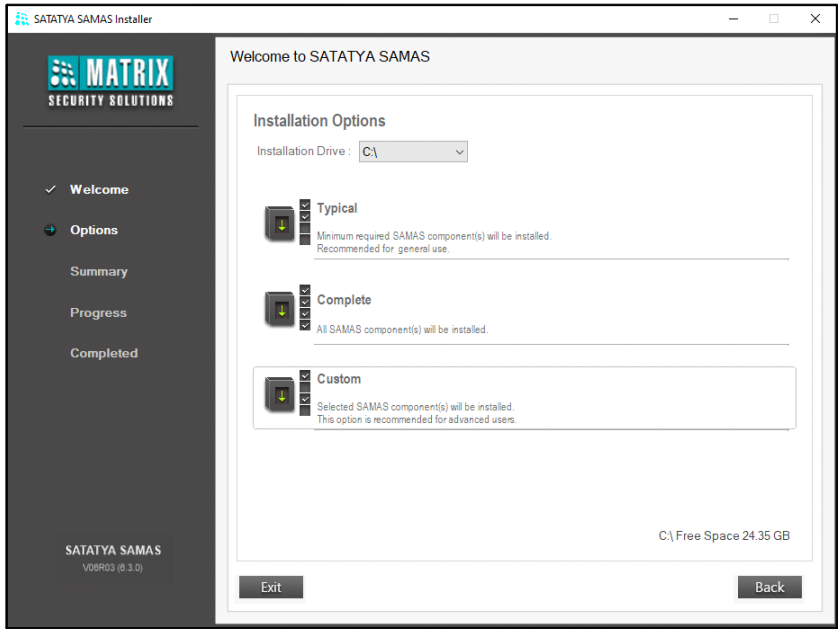 SATATYA SAMAS Installer
MATRIX
SECURITY SOLUTIONS
Welcome
Options
Summary
Progress
Completed
SATATYA SAMAS
V06R03 (6.3.0)
Welcome to SATATYA SAMAS
Installation Options
Installation Drive : C:\
Typical
Minimum required SAMAS component(s) will be installed.
Recommended for general use.
Complete
All SAMAS component(s) will be installed.
Custom
Selected SAMAS component(s) will be installed.
This option is recommended for advanced users.
C:\ Free Space 24.35 GB
Exit
Back